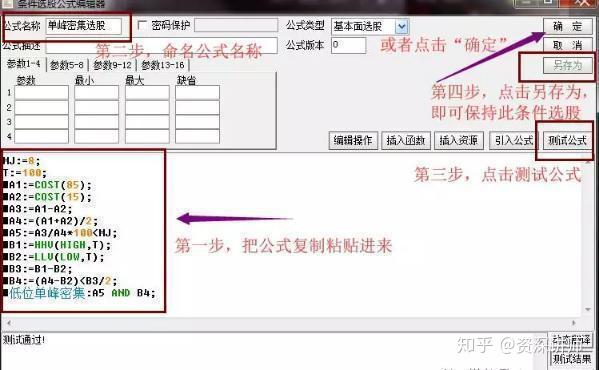 条件选股公式编辑器
公式名称 单峰密集选股 密码保护 公式类型 基本面选股 确 定
公式描述 第二步，命名公式名称 公式版本 0 或者点击“确定” 取 消
参数1-4 参数5-8 参数9-12 参数13-16 另存为
参数 最小 最大 缺省
1
2
3
4
第四步，点击另存为，
即可保持此条件选股
编辑操作 插入函数 插入资源 引入公式 测试公式
第三步，点击测试公式
MJ:=8;
T:=100;
A1:=COST(85);
A2:=COST(15);
A3:=A1-A2;
A4:=(A1+A2)/2;
A5:=A3/A4*100<MJ;
B1:=HHV(HIGH,T);
B2:=LLV(LOW,T);
B3:=B1-B2;
B4:=(A4-B2)<B3/2;
低位单峰密集:A5 AND B4;
第一步，把公式复制粘贴进来
测试通过!
测试结果
知乎 @资深